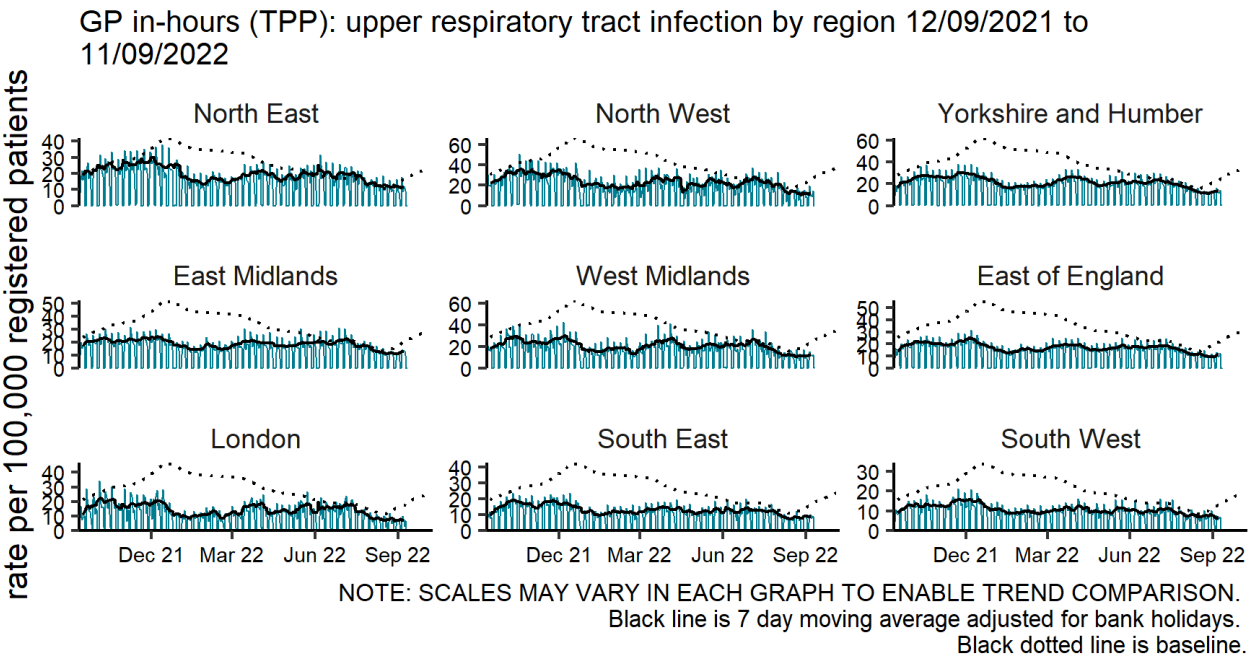 GP in-hours (TPP): upper respiratory tract infection by region 12/09/2021 to
11/09/2022
rate per 100,000 registered patients
North East
40
30
20
10
0
North West
60
40
20
0
Yorkshire and Humber
60
40
20
0
East Midlands
50
40
30
20
10
0
West Midlands
60
40
20
0
East of England
50
40
30
20
10
0
London
40
30
20
10
0
Dec 21 Mar 22 Jun 22 Sep 22
South East
40
30
20
10
0
Dec 21 Mar 22 Jun 22 Sep 22
South West
30
20
10
0
Dec 21 Mar 22 Jun 22 Sep 22
NOTE: SCALES MAY VARY IN EACH GRAPH TO ENABLE TREND COMPARISON.
Black line is 7 day moving average adjusted for bank holidays.
Black dotted line is baseline.